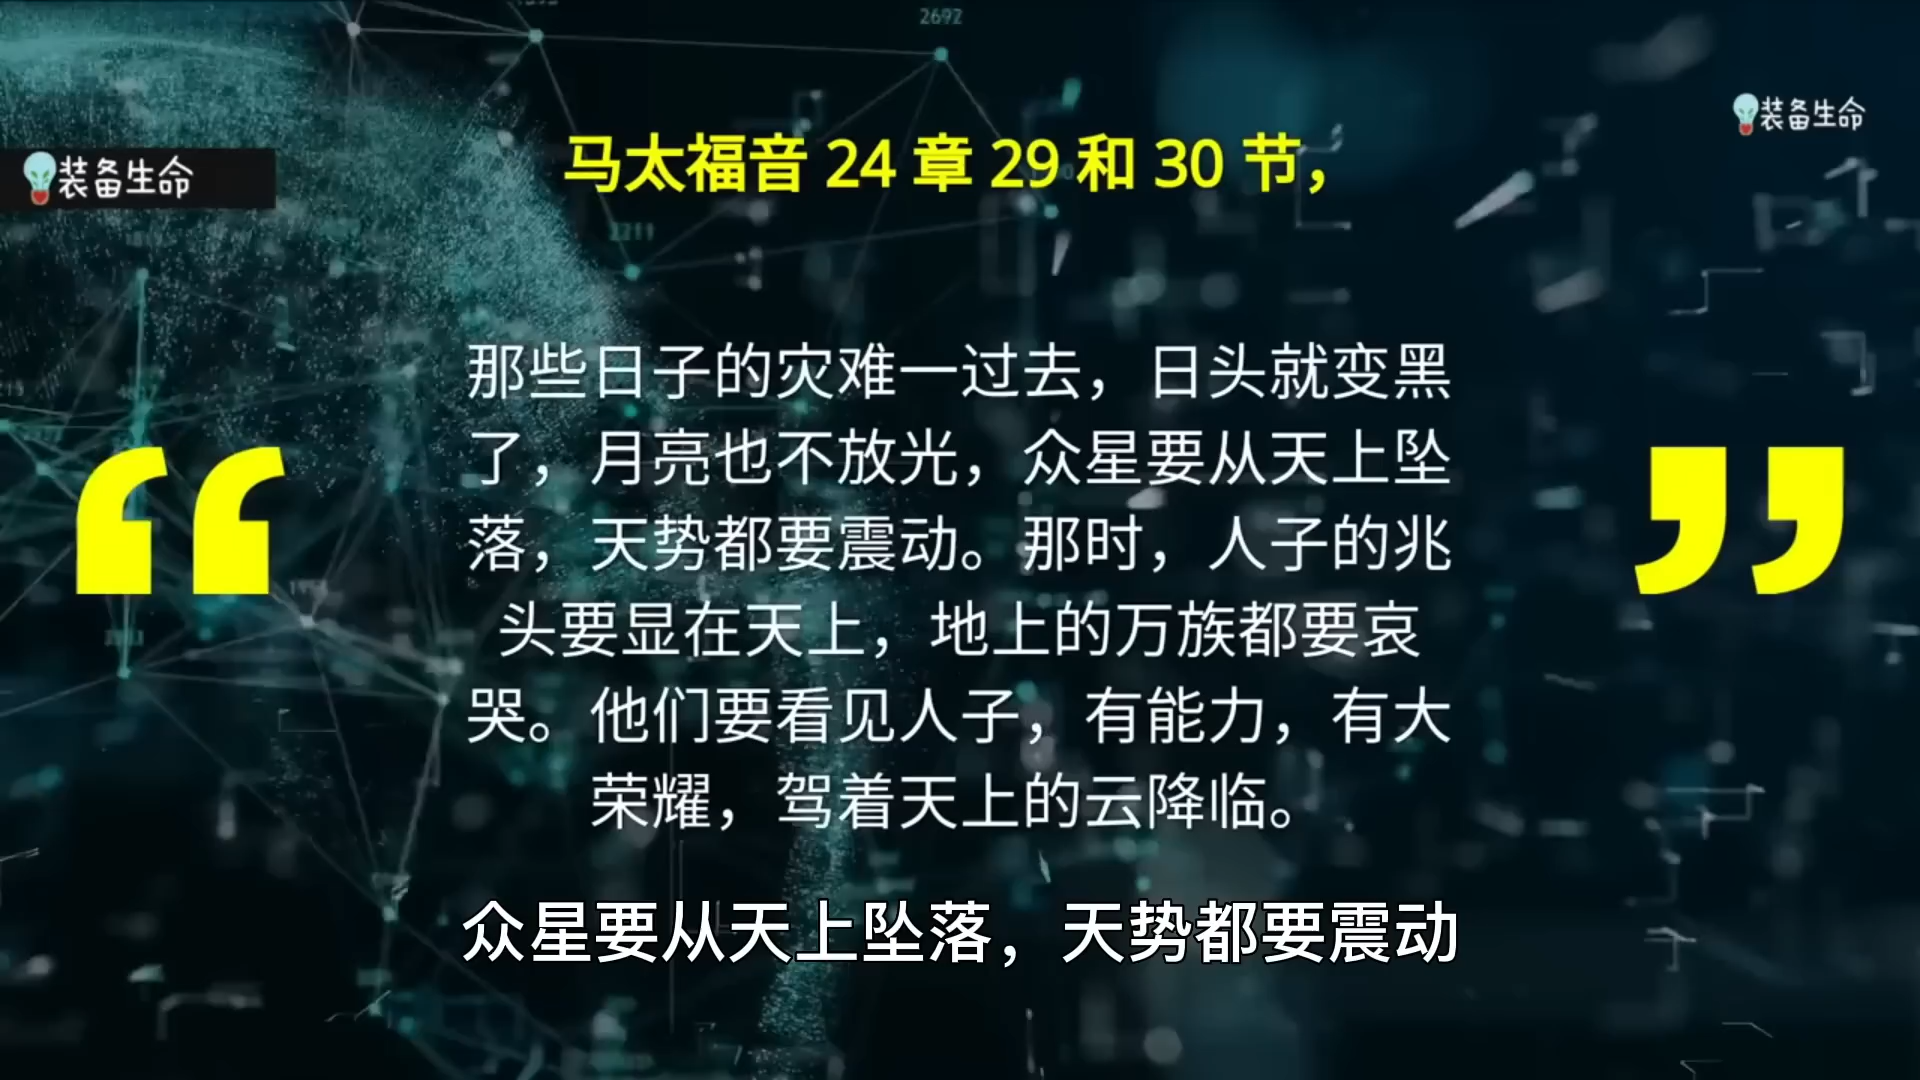 2692
装备生命
马太福音 24 章 29 和 30 节，
装备生命
2211
那些日子的灾难一过去，日头就变黑
了，月亮也不放光，众星要从天上坠
落，天势都要震动。那时，人子的兆
头要显在天上，地上的万族都要哀
哭。他们要看见人子，有能力，有大
荣耀，驾着天上的云降临。
众星要从天上坠落，天势都要震动